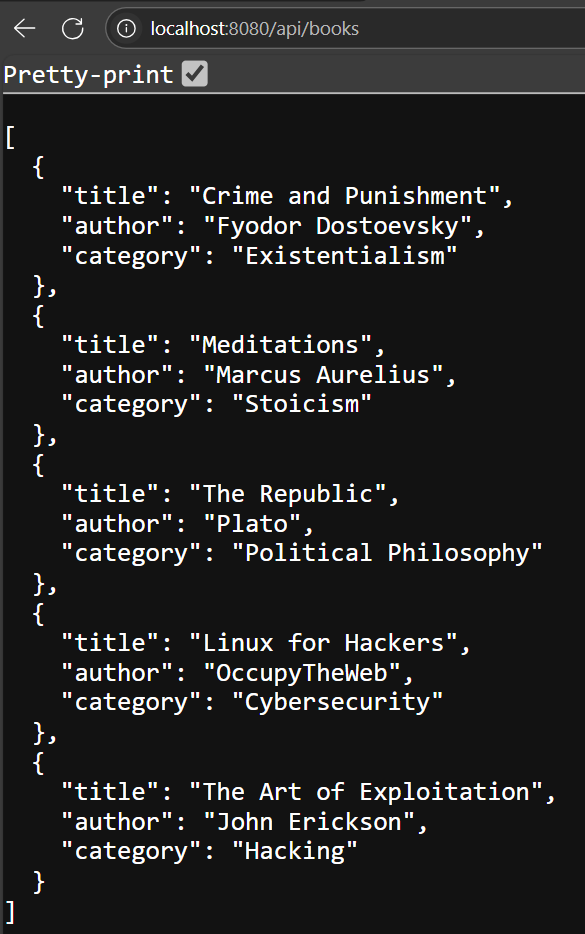 localhost:8080/api/books
Pretty-print
[
  {
    "title": "Crime and Punishment",
    "author": "Fyodor Dostoevsky",
    "category": "Existentialism"
  },
  {
    "title": "Meditations",
    "author": "Marcus Aurelius",
    "category": "Stoicism"
  },
  {
    "title": "The Republic",
    "author": "Plato",
    "category": "Political Philosophy"
  },
  {
    "title": "Linux for Hackers",
    "author": "OccupyTheWeb",
    "category": "Cybersecurity"
  },
  {
    "title": "The Art of Exploitation",
    "author": "John Erickson",
    "category": "Hacking"
  }
]